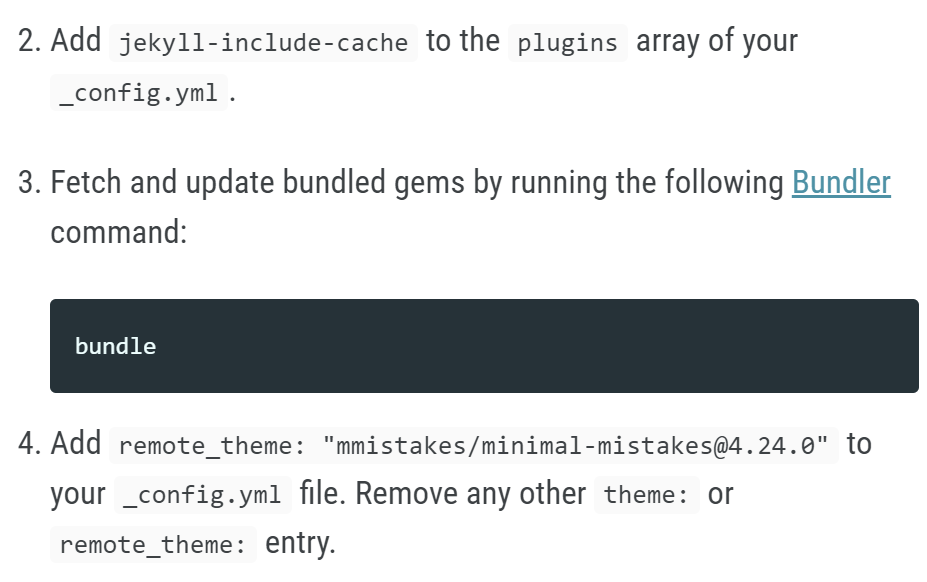 2. Add jekyll-include-cache to the plugins array of your
_config.yml .
3. Fetch and update bundled gems by running the following Bundler
command:
bundle
4. Add remote_theme: "mmistakes/minimal-mistakes@4.24.0" to
your _config.yml file. Remove any other theme: or
remote_theme: entry.